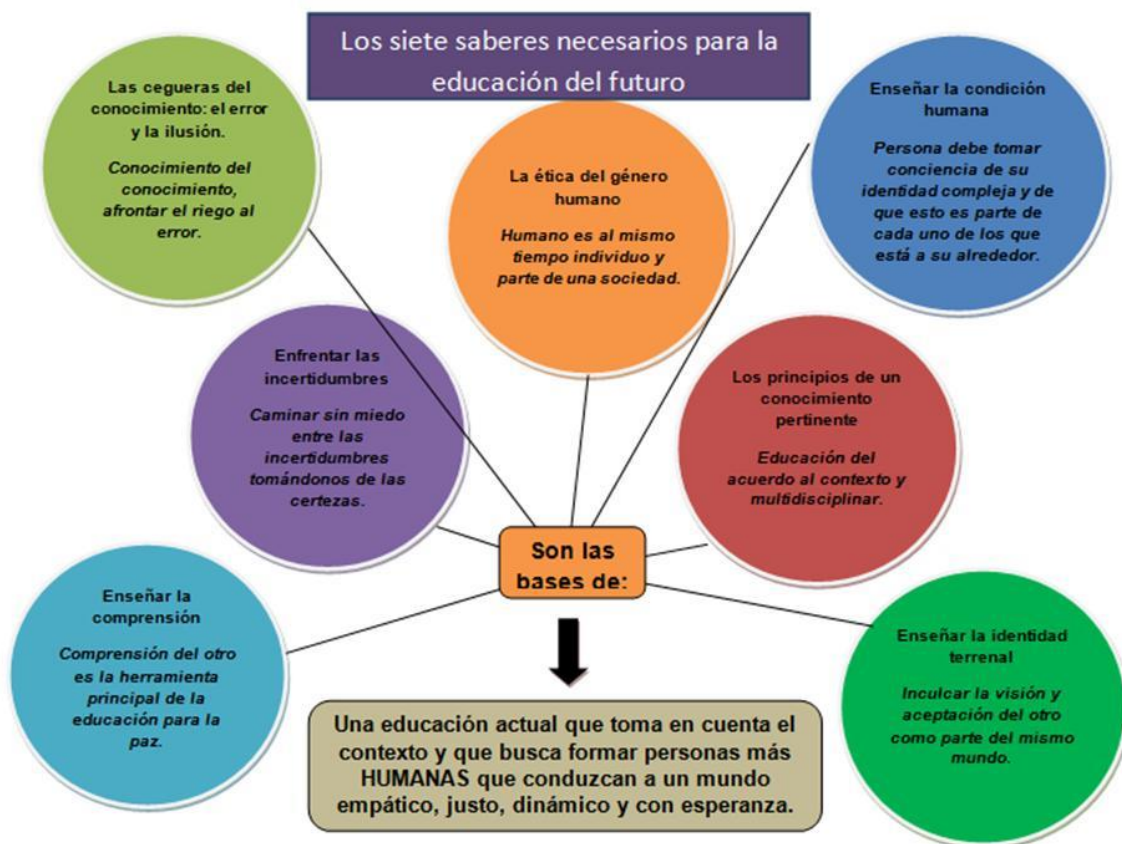 Los siete saberes necesarios para la
educación del futuro
Las cegueras del
conocimiento: el error
y la ilusión.
Conocimiento del
conocimiento,
afrontar el riego al
error.
La ética del género
humano
Humano es al mismo
tiempo individuo y
parte de una sociedad.
Enseñar la condición
humana
Persona debe tomar
conciencia de su
identidad compleja y de
que esto es parte de
cada uno de los que
está a su alrededor.
Enfrentar las
incertidumbres
Caminar sin miedo
entre las
incertidumbres
tomándonos de las
certezas.
Los principios de un
conocimiento
pertinente
Educación del
acuerdo al contexto y
multidisciplinar.
Son las
bases de:
Enseñar la
comprensión
Comprensión del otro
es la herramienta
principal de la
educación para la
paz.
Enseñar la identidad
terrenal
Inculcar la visión y
aceptación del otro
como parte del mismo
mundo.
Una educación actual que toma en cuenta el
contexto y que busca formar personas más
HUMANAS que conduzcan a un mundo
empático, justo, dinámico y con esperanza.